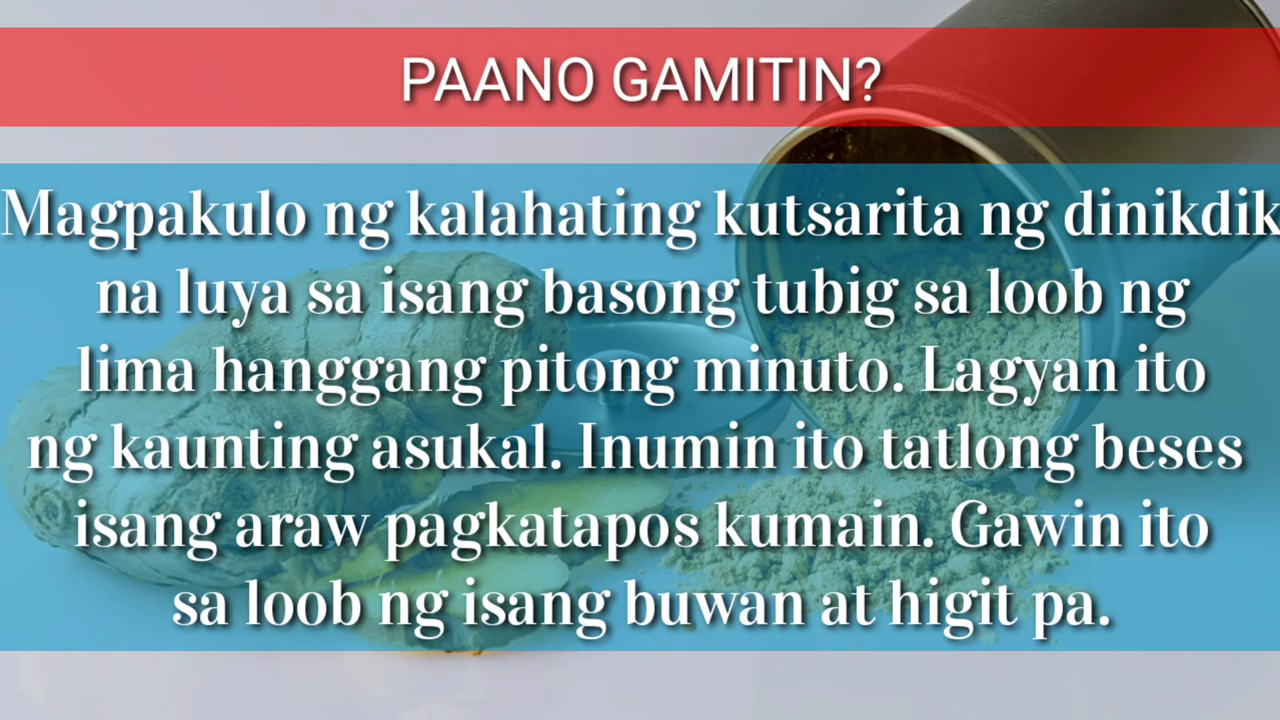 PAANO GAMITIN?
Magpakulo ng kalahating kutsarita ng dinikdik
na luya sa isang basong tubig sa loob ng
lima hanggang pitong minuto. Lagyan ito
ng kaunting asukal. Inumin ito tatlong beses
isang araw pagkatapos kumain. Gawin ito
sa loob ng isang buwan at higit pa.